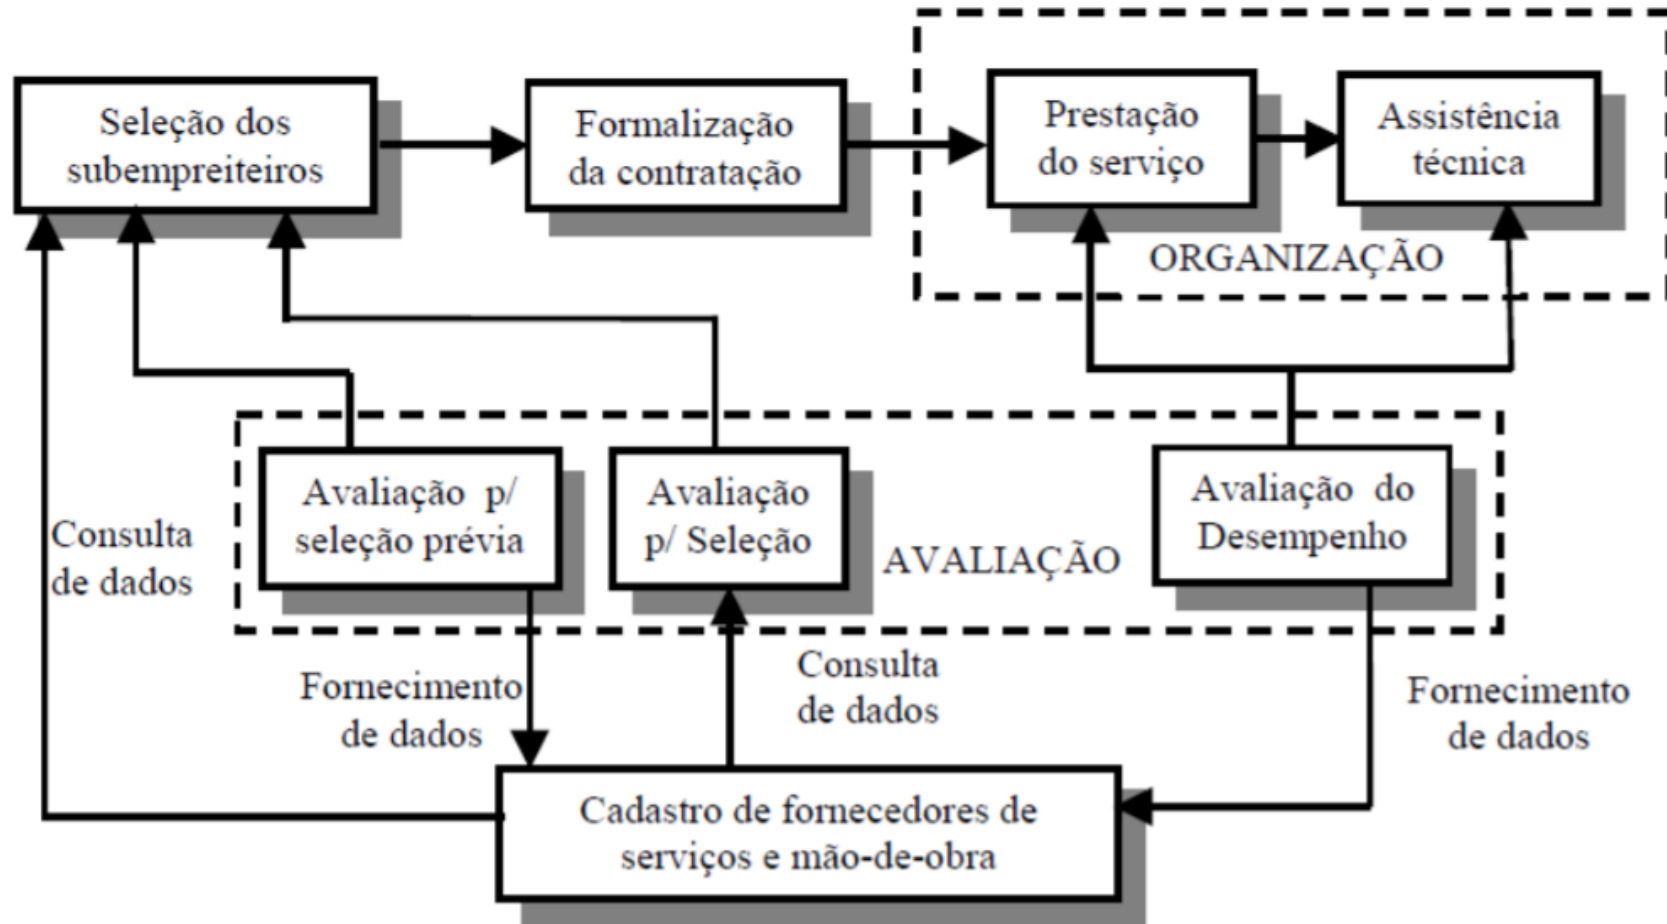 Seleção dos
subempreiteiros
Formalização
da contratação
Prestação
do serviço
Assistência
técnica
ORGANIZAÇÃO
Consulta
de dados
Avaliação p/
seleção prévia
Avaliação
p/ Seleção
AVALIAÇÃO
Avaliação do
Desempenho
Fornecimento
de dados
Consulta
de dados
Fornecimento
de dados
Cadastro de fornecedores de
serviços e mão-de-obra